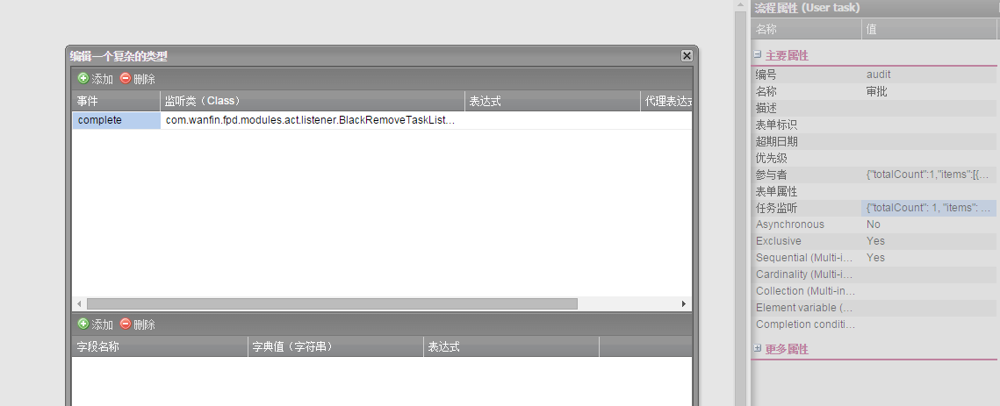 编辑一个复杂的类型
添加 删除
事件 监听类（Class） 表达式 代理表达式
complete com.wanfin.fpd.modules.act.listener.BlackRemoveTaskList...
添加 删除
字段名称 字典值（字符串） 表达式
流程属性 (User task)
名称 值
主要属性
编号 audit
名称 审批
描述
表单标识
超期日期
优先级
参与者 {"totalCount":1,"items":[{...
表单属性
任务监听 {"totalCount": 1, "items": ...
Asynchronous No
Exclusive Yes
Sequential (Multi-i... Yes
Cardinality (Multi-i...
Collection (Multi-in...
Element variable (...
Completion conditi...
更多属性